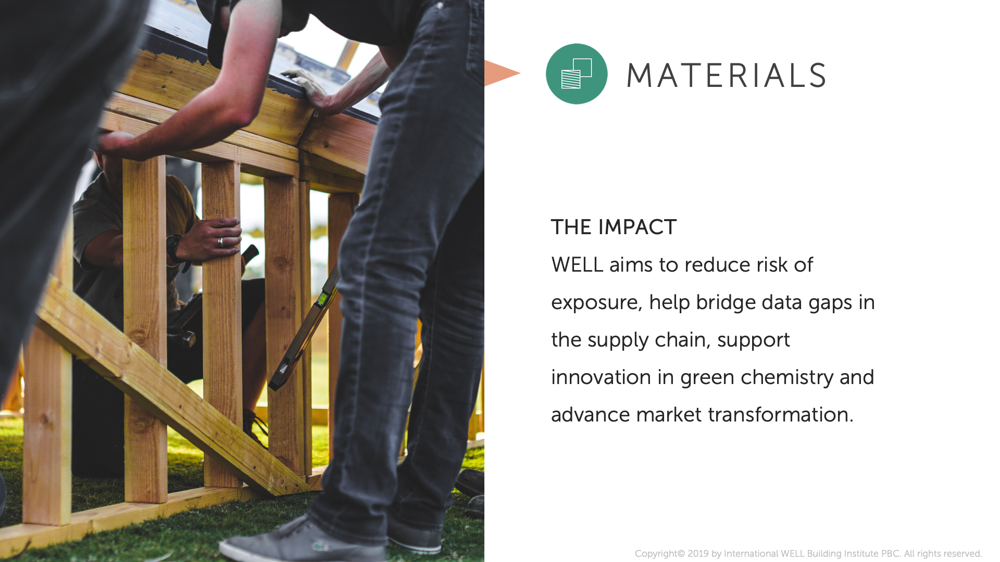 MATERIALS
THE IMPACT
WELL aims to reduce risk of
exposure, help bridge data gaps in
the supply chain, support
innovation in green chemistry and
advance market transformation.
Copyright© 2019 by International WELL Building Institute PBC. All rights reserved.